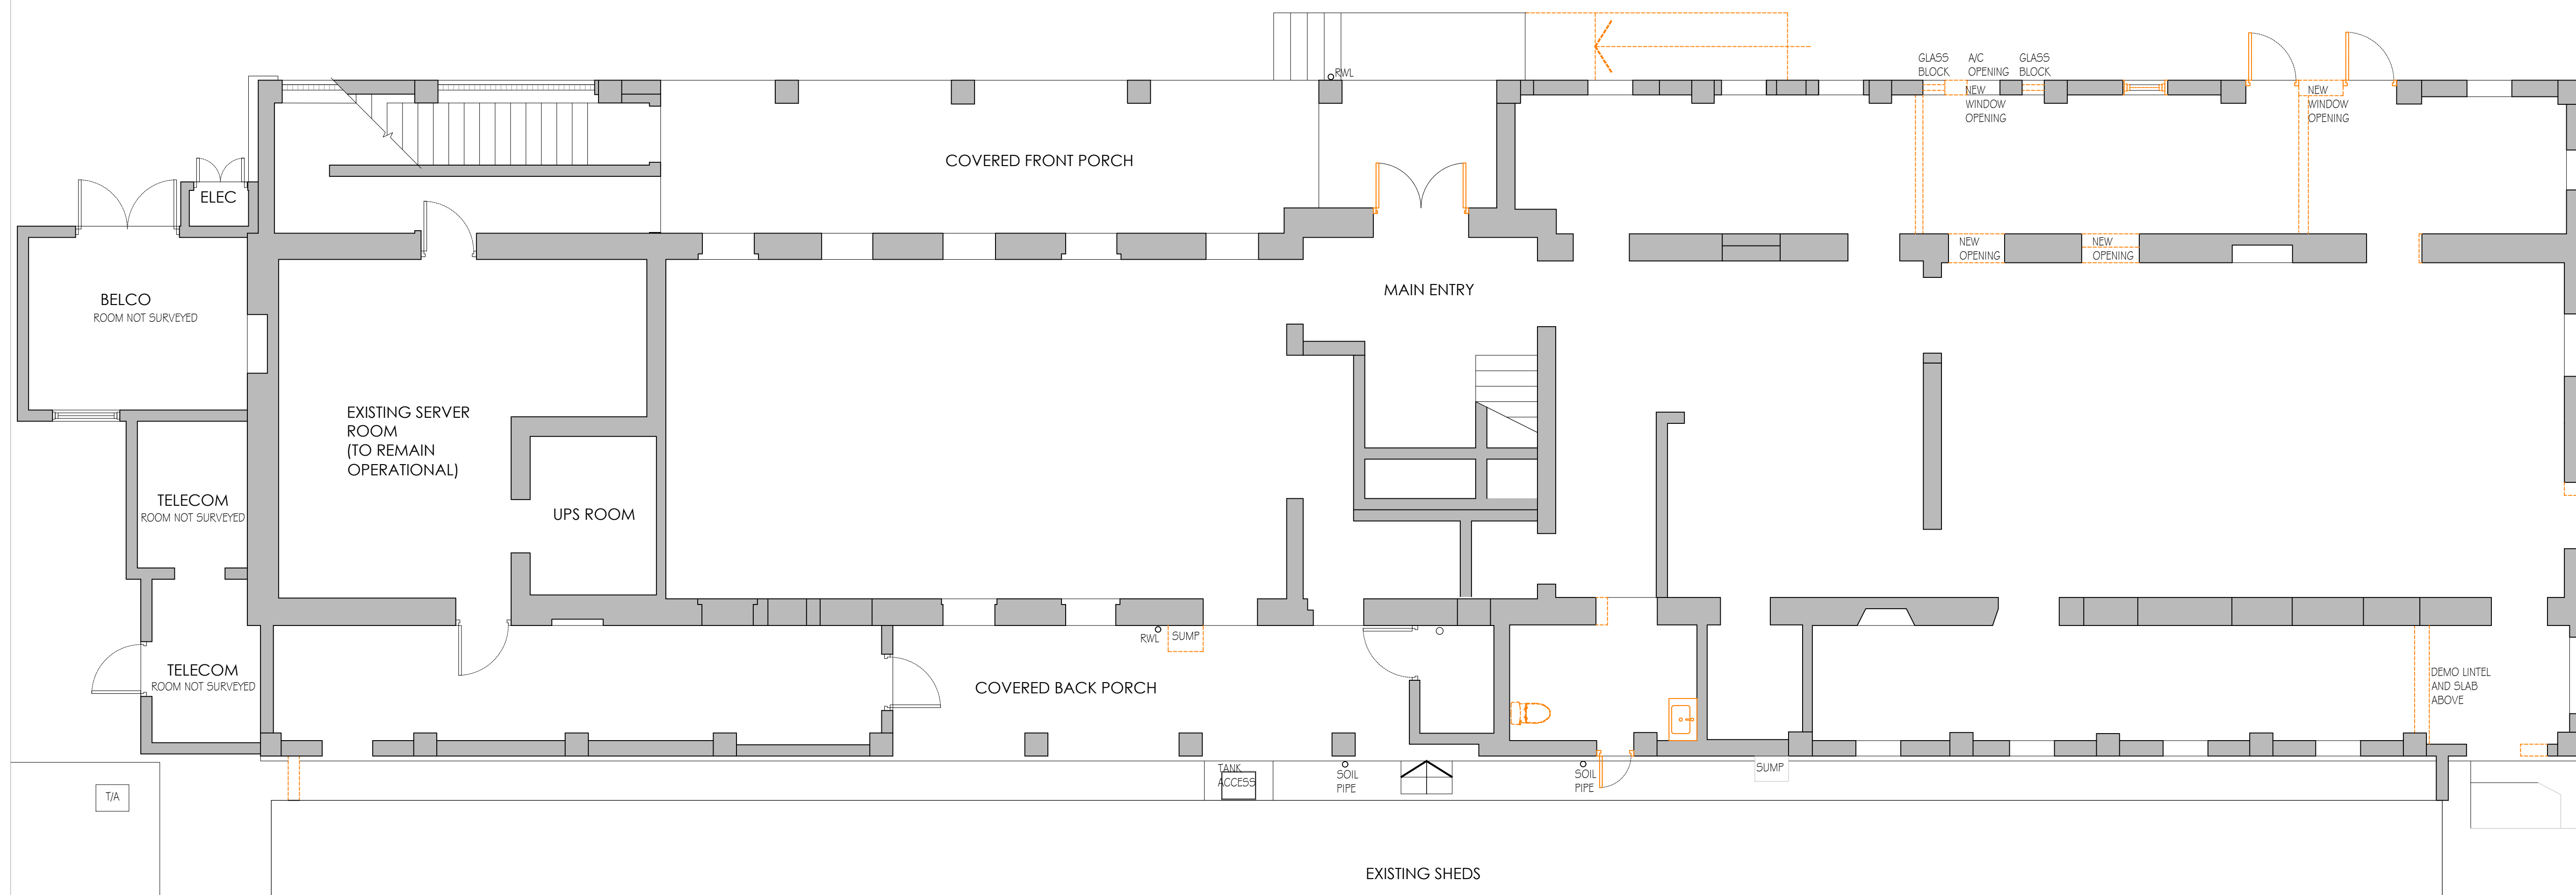 GLASS
BLOCK
A/C
OPENING
GLASS
BLOCK
RWL
NEW
WINDOW
OPENING
NEW
WINDOW
OPENING
COVERED FRONT PORCH
ELEC
NEW
OPENING
NEW
OPENING
MAIN ENTRY
BELCO
ROOM NOT SURVEYED
EXISTING SERVER
ROOM
(TO REMAIN
OPERATIONAL)
TELECOM
ROOM NOT SURVEYED
UPS ROOM
RWL
SUMP
TELECOM
ROOM NOT SURVEYED
COVERED BACK PORCH
DEMO LINTEL
AND SLAB
ABOVE
TANK
ACCESS
SOIL
PIPE
SOIL
PIPE
SUMP
T/A
EXISTING SHEDS